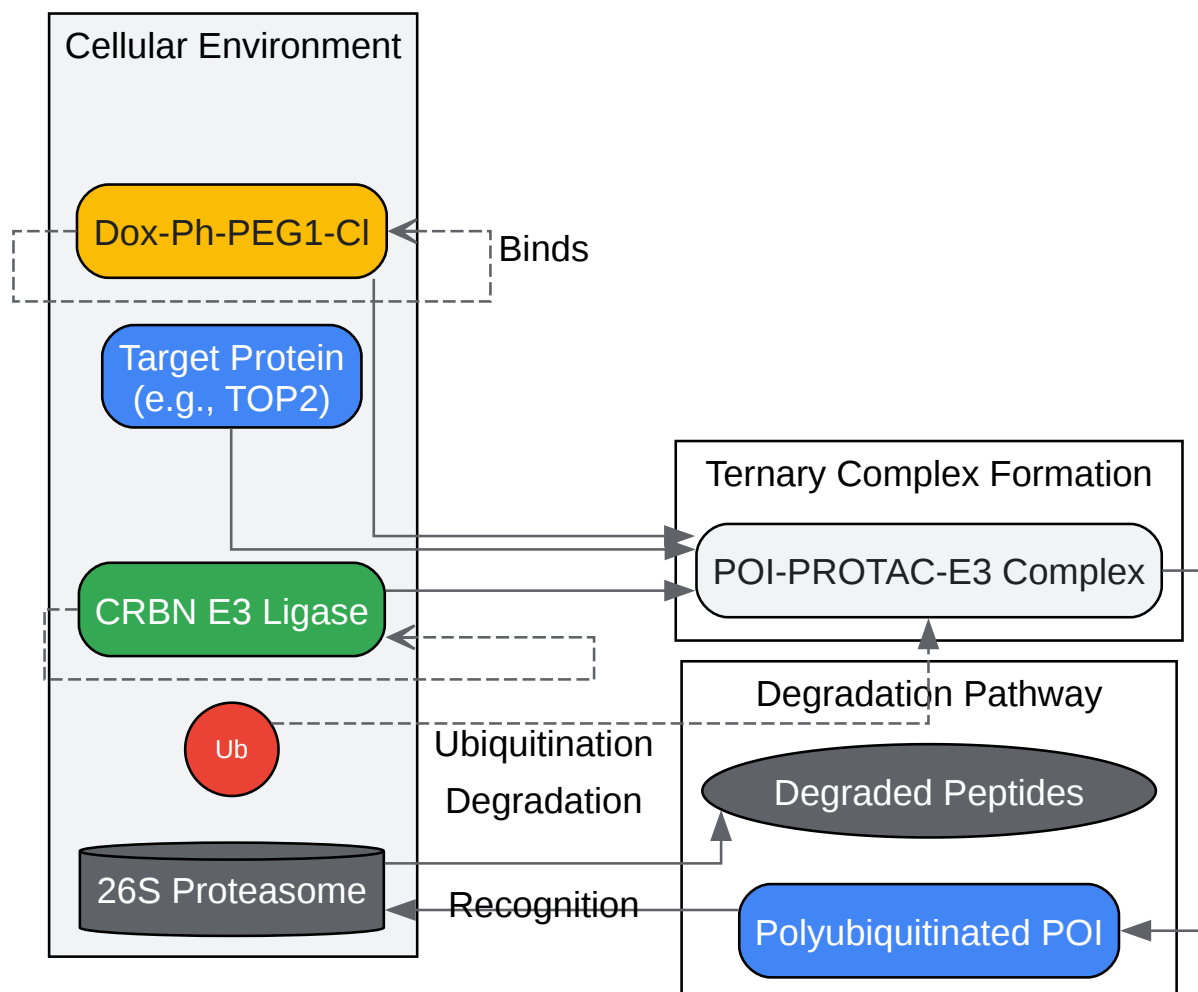 Cellular Environment
Dox-Ph-PEG1-Cl
Binds
Target Protein
(e.g., TOP2)
Ternary Complex Formation
POI-PROTAC-E3 Complex
CRBN E3 Ligase
Degradation Pathway
Ub
Ubiquitination
Degradation
Degraded Peptides
26S Proteasome
Recognition
Polyubiquitinated POI